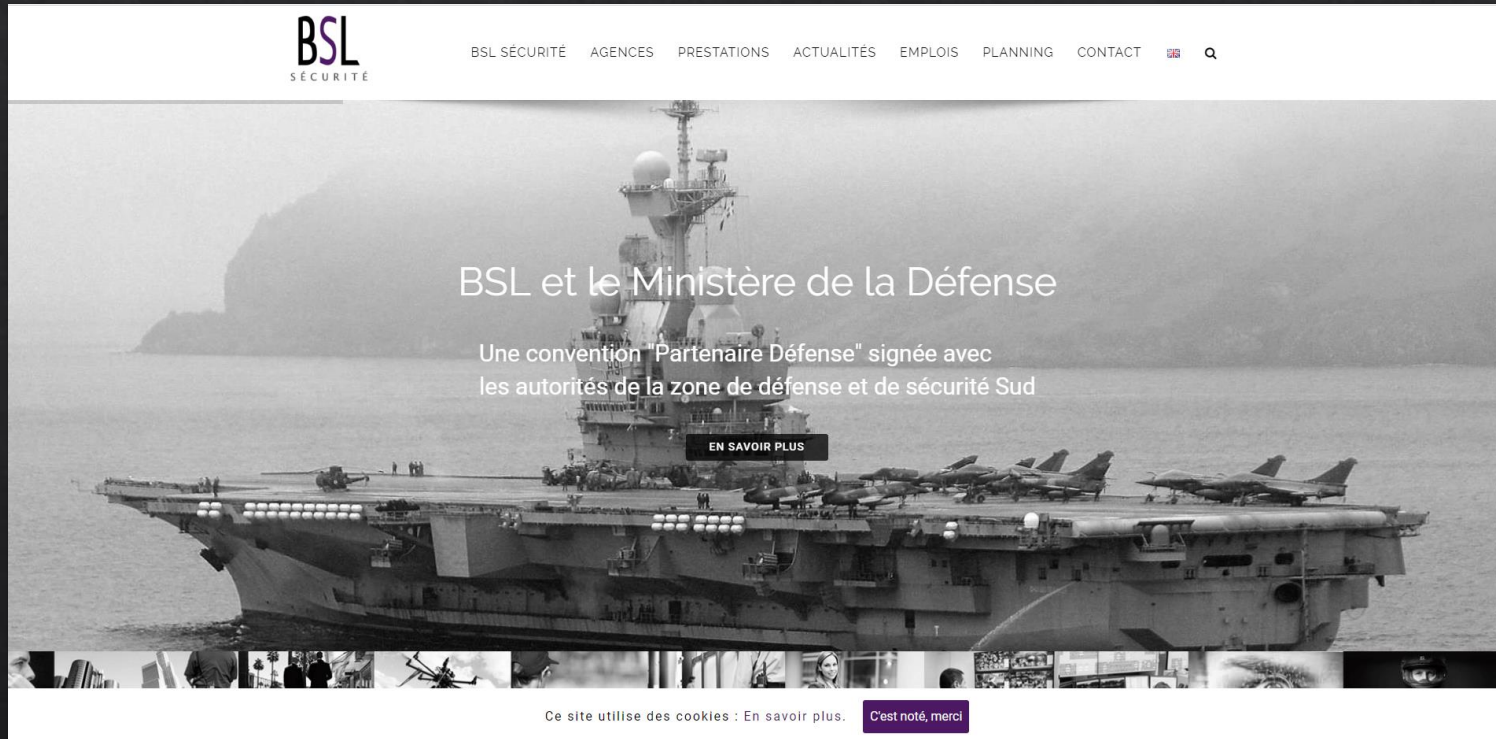 BSL
SÉCURITÉ
BSL SÉCURITÉ AGENCES PRESTATIONS ACTUALITÉS EMPLOIS PLANNING CONTACT
BSL et le Ministère de la Défense
Une convention "Partenaire Défense" signée avec
les autorités de la zone de défense et de sécurité Sud
EN SAVOIR PLUS
Ce site utilise des cookies : En savoir plus. C'est noté, merci